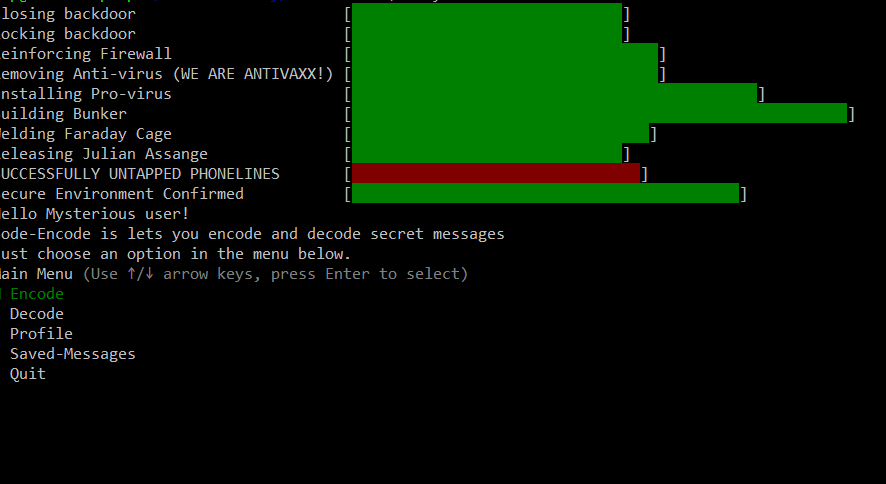 losing backdoor [ ]
ocking backdoor [ ]
einforcing Firewall [ ]
emoving Anti-virus (WE ARE ANTIVAXX!) [ ]
nstalling Pro-virus [ ]
uilding Bunker [ ]
elding Faraday Cage [ ]
eleasing Julian Assange [ ]
UCCESSFULLY UNTAPPED PHONELINES [ ]
ecure Environment Confirmed [ ]
ello Mysterious user!
ode-Encode is lets you encode and decode secret messages
ust choose an option in the menu below.
ain Menu (Use ↑/↓ arrow keys, press Enter to select)
Encode
Decode
Profile
Saved-Messages
Quit